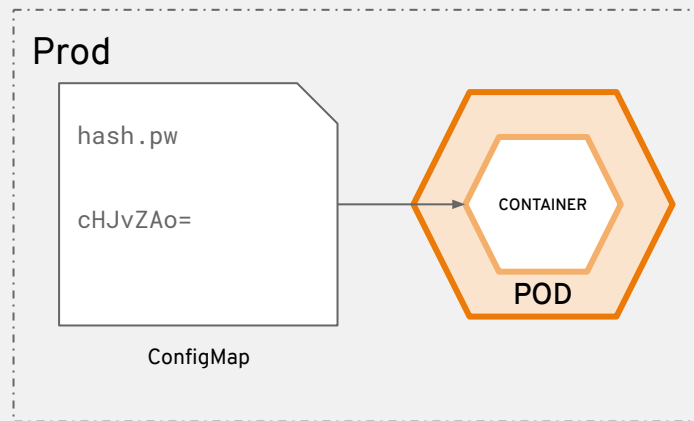 Prod
hash.pw
cHJvZAo=
ConfigMap
CONTAINER
POD